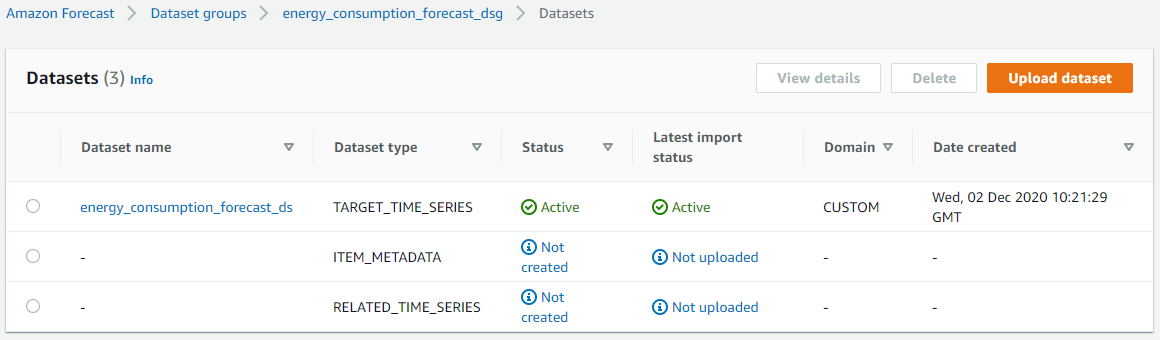 Amazon Forecast > Dataset groups > energy_consumption_forecast_dsg > Datasets
Datasets (3) Info View details Delete Upload dataset
Dataset name Dataset type Status Latest import status Domain Date created
energy_consumption_forecast_ds TARGET_TIME_SERIES Active Active CUSTOM Wed, 02 Dec 2020 10:21:29 GMT
- ITEM_METADATA Not created Not uploaded - -
- RELATED_TIME_SERIES Not created Not uploaded - -